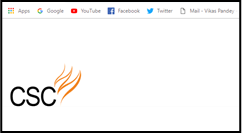 Apps Google YouTube Facebook Twitter Mail - Vikas Pandey
CSC